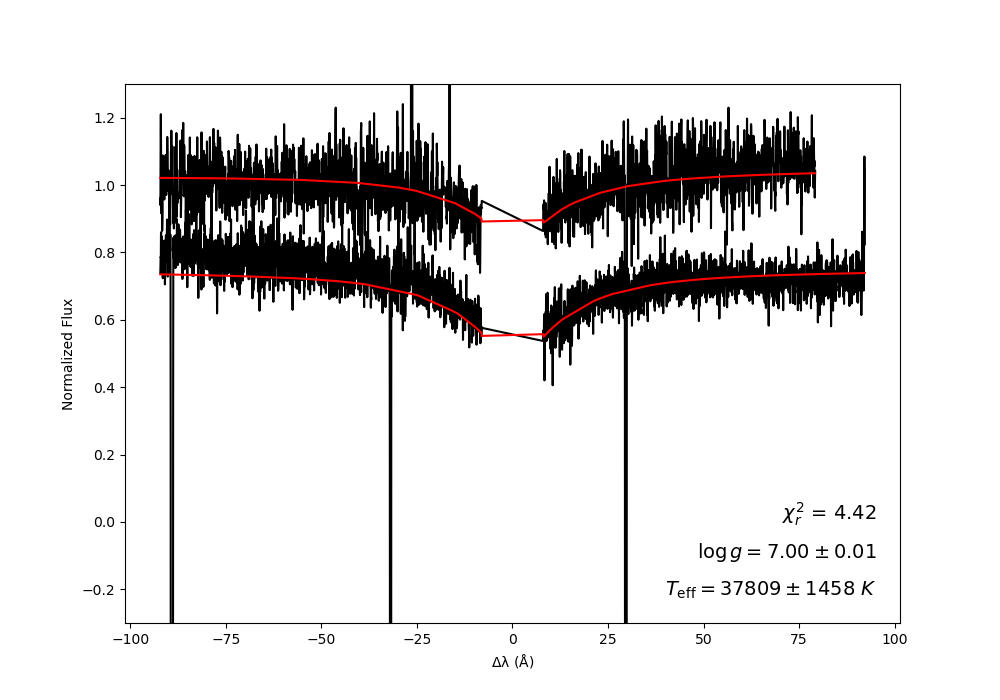 1.2
1.0
0.8
0.6
0.4
0.2
0.0
−0.2
Normalized Flux
χ²ᵣ = 4.42
log g = 7.00 ± 0.01
T_eff = 37809 ± 1458 K
−100 −75 −50 −25 0 25 50 75 100
Δλ (Å)